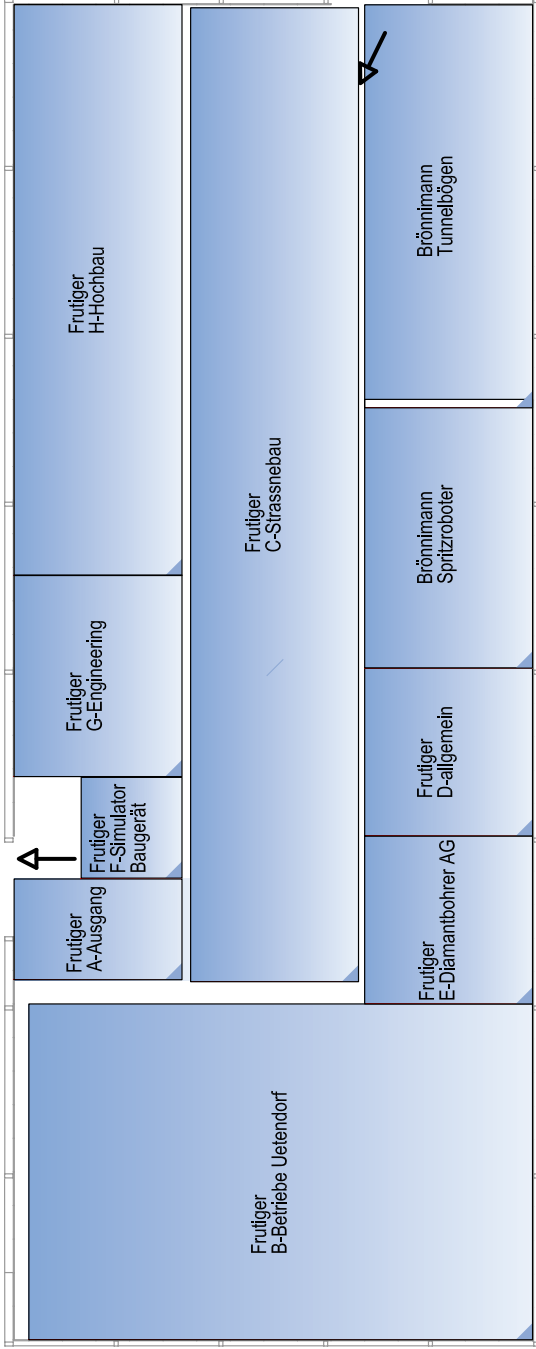 Frutiger
H-Hochbau
Frutiger
G-Engineering
Frutiger
F-Simulator
Baugerät
Frutiger
A-Ausgang
Frutiger
C-Strassnebau
Brönnimann
Tunnelbögen
Brönnimann
Spritzroboter
Frutiger
D-allgemein
Frutiger
E-Diamantbohrer AG
Frutiger
B-Betriebe Uetendorf